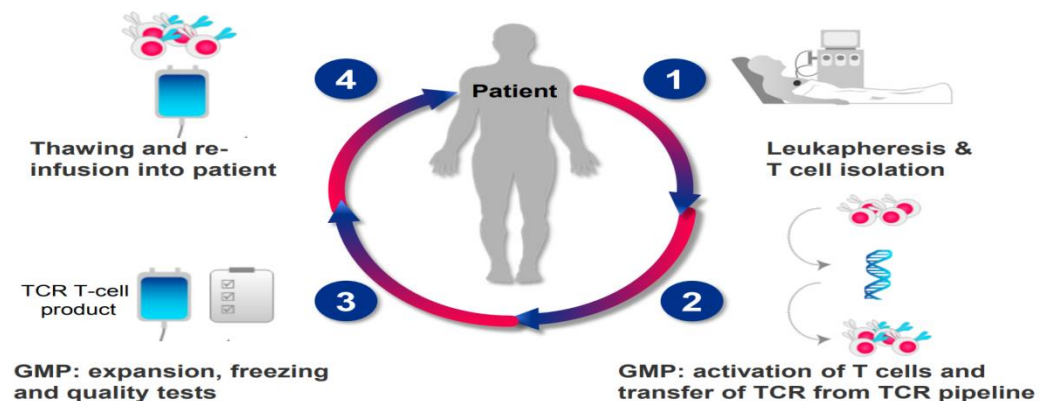 Patient
1
Leukapheresis &
T cell isolation
2
GMP: activation of T cells and
transfer of TCR from TCR pipeline
3
TCR T-cell
product
GMP: expansion, freezing
and quality tests
4
Thawing and re-
infusion into patient